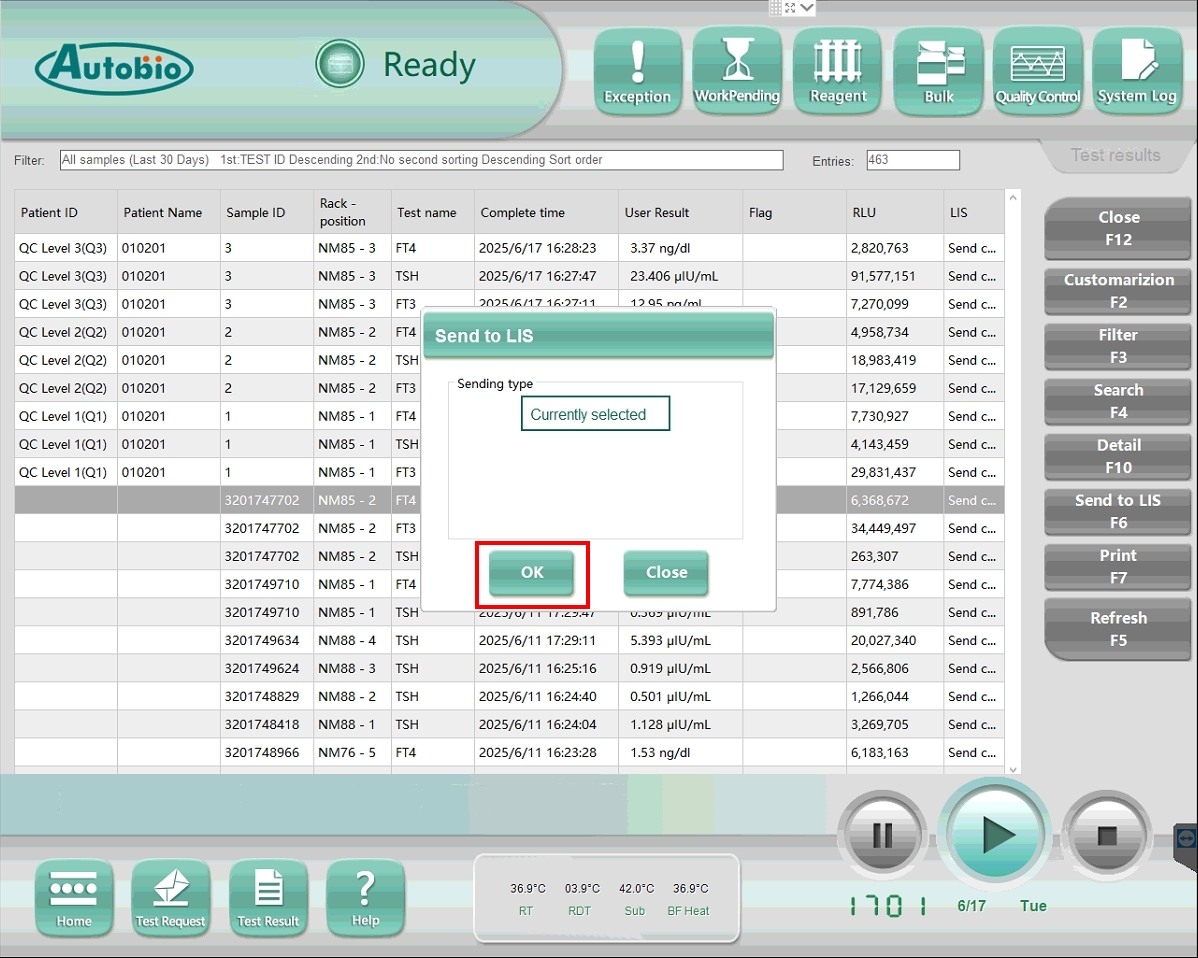 Autobio
Ready
Exception
WorkPending
Reagent
Bulk
Quality Control
System Log
Filter: All samples (Last 30 Days) 1st:TEST ID Descending 2nd:No second sorting Descending Sort order
Entries: 463
Test results
Patient ID Patient Name Sample ID Rack - position Test name Complete time User Result Flag RLU LIS
QC Level 3(Q3) 010201 3 NM85 - 3 FT4 2025/6/17 16:28:23 3.37 ng/dl 2,820,763 Send c...
QC Level 3(Q3) 010201 3 NM85 - 3 TSH 2025/6/17 16:27:47 23.406 µIU/mL 91,577,151 Send c...
QC Level 3(Q3) 010201 3 NM85 - 3 FT3 2025/6/17 16:27:11 12.95 pg/ml 7,270,099 Send c...
QC Level 2(Q2) 010201 2 NM85 - 2 FT4 4,958,734 Send c...
QC Level 2(Q2) 010201 2 NM85 - 2 TSH 18,983,419 Send c...
QC Level 2(Q2) 010201 2 NM85 - 2 FT3 17,129,659 Send c...
QC Level 1(Q1) 010201 1 NM85 - 1 FT4 7,730,927 Send c...
QC Level 1(Q1) 010201 1 NM85 - 1 TSH 4,143,459 Send c...
QC Level 1(Q1) 010201 1 NM85 - 1 FT3 29,831,437 Send c...
3201747702 NM85 - 2 FT4 6,368,672 Send c...
3201747702 NM85 - 2 FT3 34,449,497 Send c...
3201747702 NM85 - 2 TSH 263,307 Send c...
3201749710 NM85 - 1 FT4 7,774,386 Send c...
3201749710 NM85 - 1 TSH 2025/6/11 17:29:47 0.369 µIU/mL 891,786 Send c...
3201749634 NM88 - 4 TSH 2025/6/11 17:29:11 5.393 µIU/mL 20,027,340 Send c...
3201749624 NM88 - 3 TSH 2025/6/11 16:25:16 0.919 µIU/mL 2,566,806 Send c...
3201748829 NM88 - 2 TSH 2025/6/11 16:24:40 0.501 µIU/mL 1,266,044 Send c...
3201748418 NM88 - 1 TSH 2025/6/11 16:24:04 1.128 µIU/mL 3,269,705 Send c...
3201748966 NM76 - 5 FT4 2025/6/11 16:23:28 1.53 ng/dl 6,183,163 Send c...
Send to LIS
Sending type
Currently selected
OK
Close
Close
F12
Customarizion
F2
Filter
F3
Search
F4
Detail
F10
Send to LIS
F6
Print
F7
Refresh
F5
Home
Test Request
Test Result
Help
36.9°C 03.9°C 42.0°C 36.9°C
RT RDT Sub BF Heat
1701 6/17 Tue